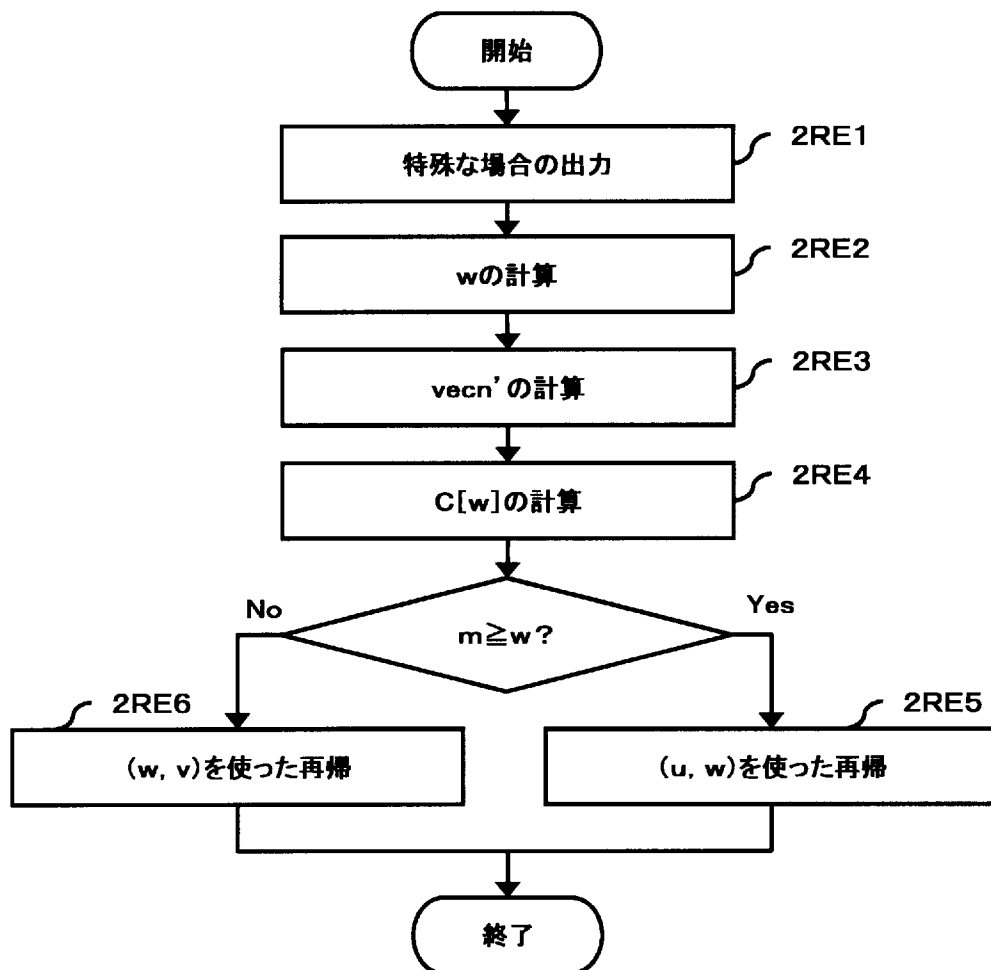 開始
特殊な場合の出力
2RE1
wの計算
2RE2
vecn'の計算
2RE3
C[w]の計算
2RE4
m≧w?
No
Yes
2RE6
(w, v)を使った再帰
2RE5
(u, w)を使った再帰
終了